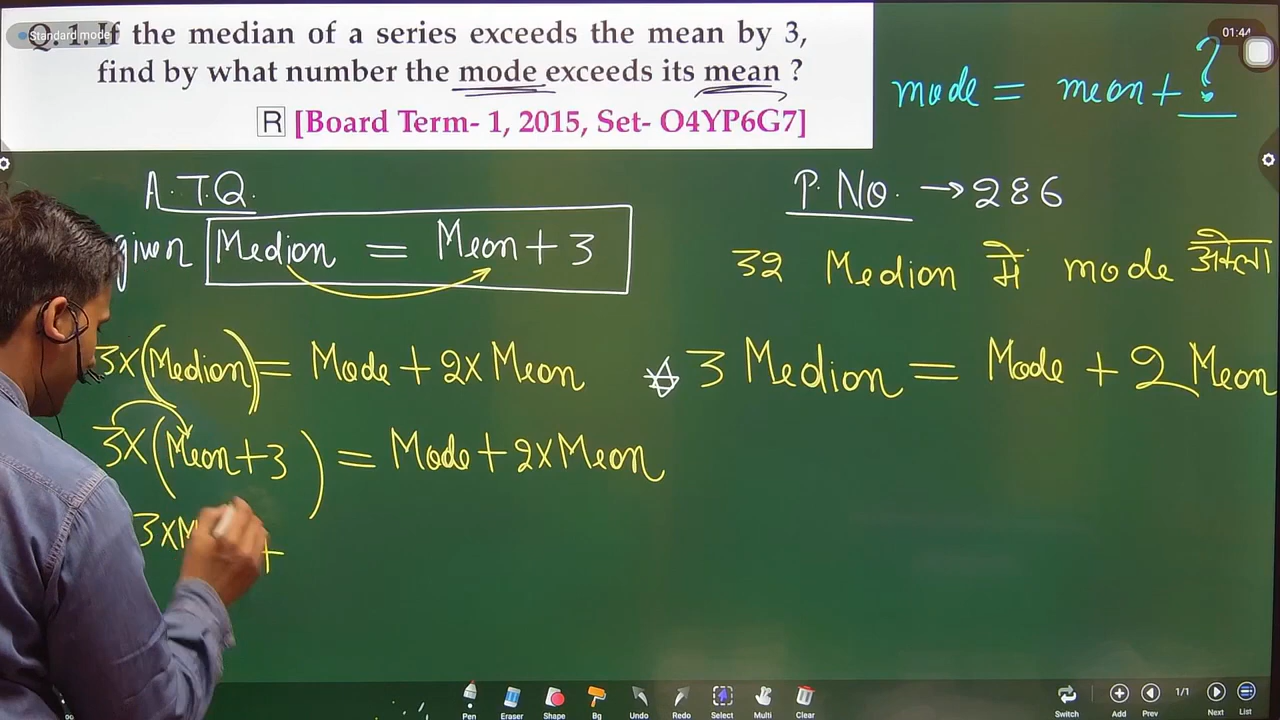 Standard mode
Q. 1. If the median of a series exceeds the mean by 3,
find by what number the mode exceeds its mean ?
R [Board Term- 1, 2015, Set- O4YP6G7]
01:44
mode = mean + ?
A.T.Q.
P. No. → 286
given Median = Mean + 3
32 Median में mode अकेला
3×(Median) = Mode + 2× Mean
3 Median = Mode + 2 Mean
3×(Mean+3) = Mode + 2×Mean
3×M +
Pen Eraser Shape Bg Undo Redo Select Multi Clear Switch Add Prev 1/1 Next List